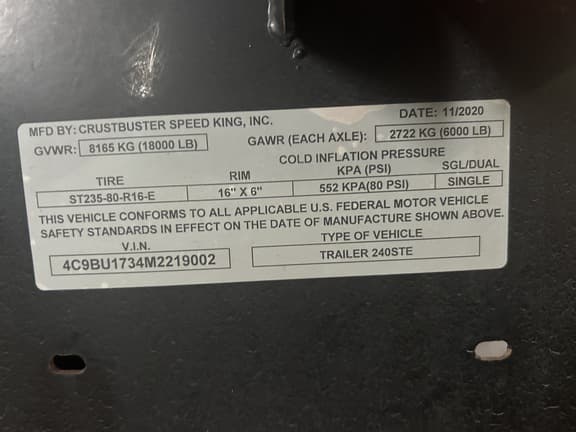 MFD BY: CRUSTBUSTER SPEED KING, INC. DATE: 11/2020
GVWR: 8165 KG (18000 LB) GAWR (EACH AXLE): 2722 KG (6000 LB)
COLD INFLATION PRESSURE
TIRE RIM KPA (PSI) SGL/DUAL
ST235-80-R16-E 16" X 6" 552 KPA(80 PSI) SINGLE
THIS VEHICLE CONFORMS TO ALL APPLICABLE U.S. FEDERAL MOTOR VEHICLE
SAFETY STANDARDS IN EFFECT ON THE DATE OF MANUFACTURE SHOWN ABOVE.
V.I.N. TYPE OF VEHICLE
4C9BU1734M2219002 TRAILER 240STE